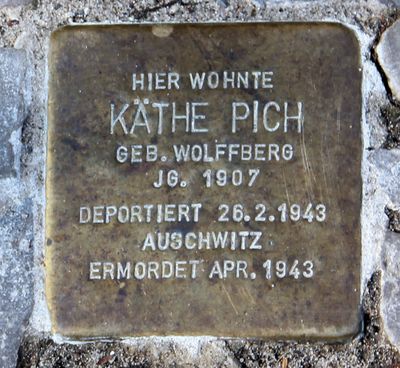 HIER WOHNTE
KÄTHE PICH
GEB. WOLFFBERG
JG. 1907
DEPORTIERT 26.2.1943
AUSCHWITZ
ERMORDET APR. 1943